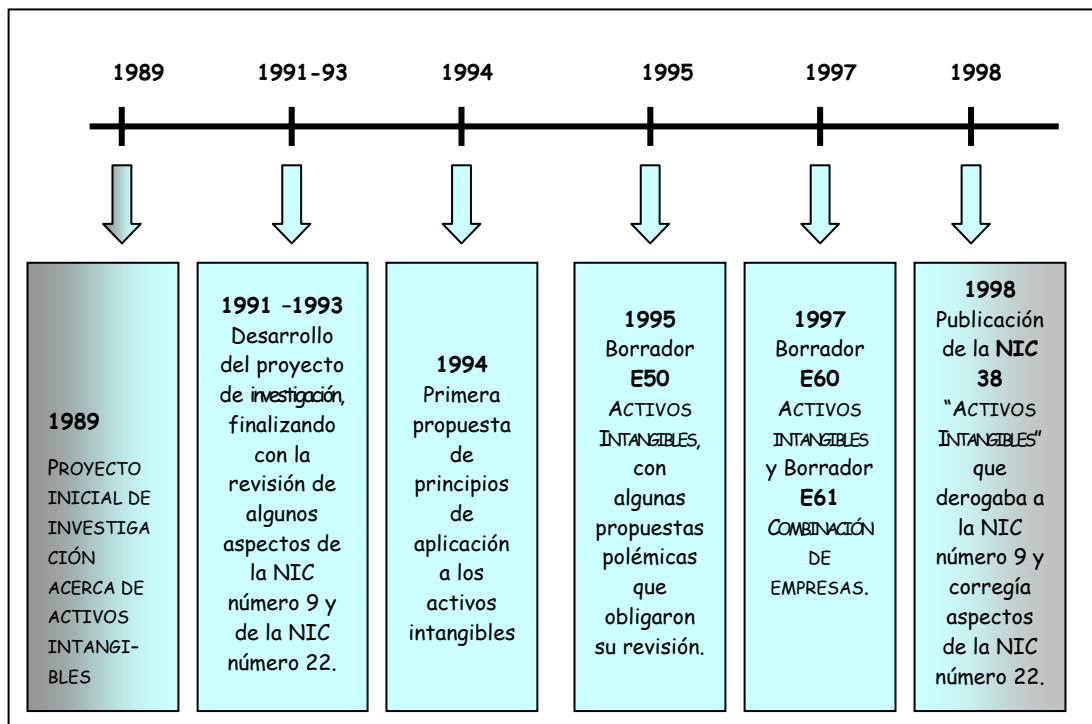 1989
1991-93
1994
1995
1997
1998
1989
PROYECTO
INICIAL DE
INVESTIGA
CIÓN
ACERCA DE
ACTIVOS
INTANGI-
BLES
1991 –1993
Desarrollo
del proyecto
de investigación,
finalizando
con la
revisión de
algunos
aspectos de
la NIC
número 9 y
de la NIC
número 22.
1994
Primera
propuesta
de
principios
de
aplicación
a los
activos
intangibles
1995
Borrador
E50
ACTIVOS
INTANGIBLES,
con
algunas
propuestas
polémicas
que
obligaron
su revisión.
1997
Borrador
E60
ACTIVOS
INTANGIBLES
y Borrador
E61
COMBINACIÓN
DE
EMPRESAS.
1998
Publicación
de la NIC
38
"ACTIVOS
INTANGIBLES"
que
derogaba a
la NIC
número 9 y
corregía
aspectos
de la NIC
número 22.